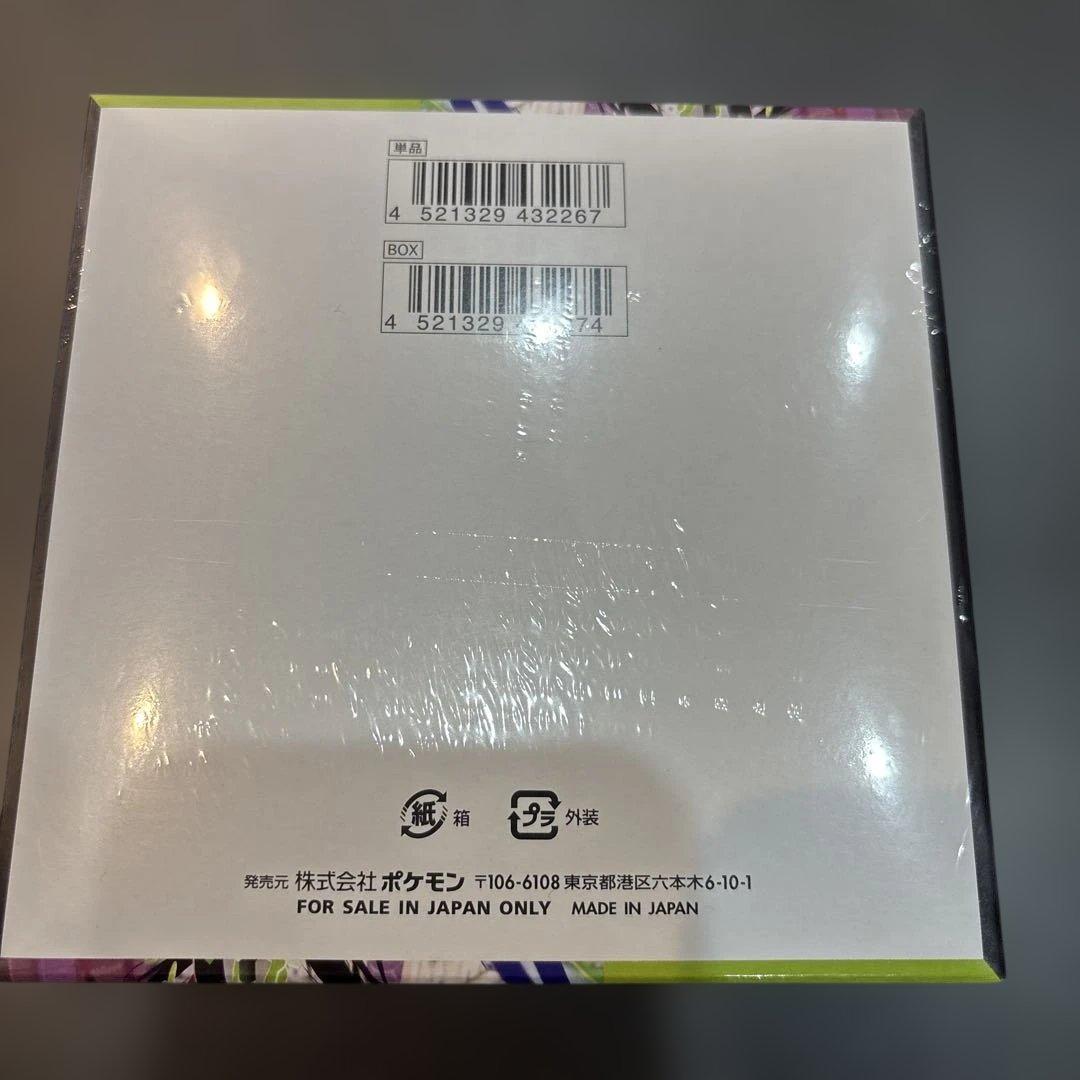 単品
4 521329 432267
BOX
4 521329
紙 箱 プラ 外装
発売元 株式会社ポケモン 〒106-6108 東京都港区六本木6-10-1
FOR SALE IN JAPAN ONLY MADE IN JAPAN